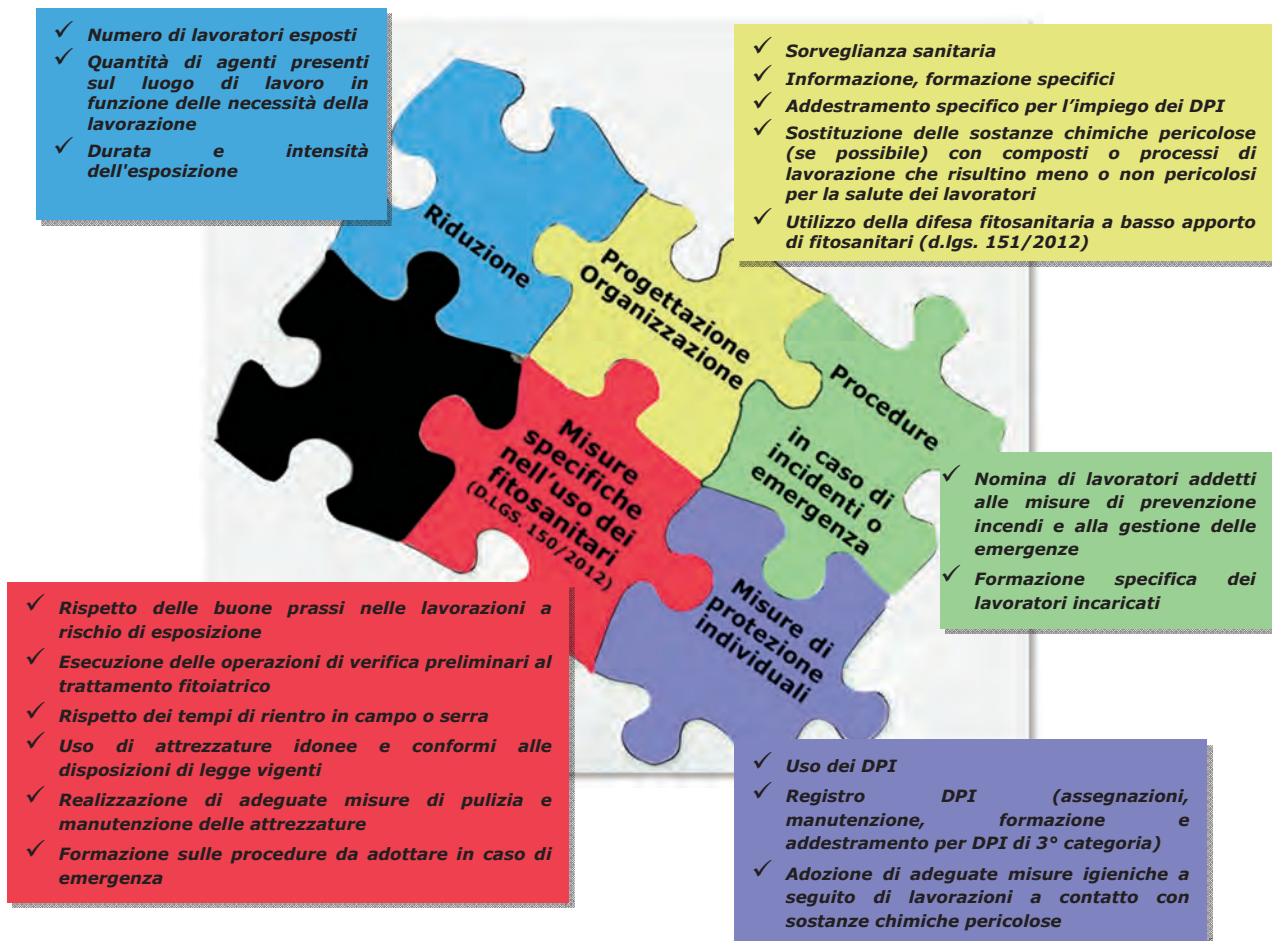 ✓ Numero di lavoratori esposti
✓ Quantità di agenti presenti
sul luogo di lavoro in
funzione delle necessità della
lavorazione
✓ Durata e intensità
dell'esposizione
✓ Sorveglianza sanitaria
✓ Informazione, formazione specifici
✓ Addestramento specifico per l'impiego dei DPI
✓ Sostituzione delle sostanze chimiche pericolose
(se possibile) con composti o processi di
lavorazione che risultino meno o non pericolosi
per la salute dei lavoratori
✓ Utilizzo della difesa fitosanitaria a basso apporto
di fitosanitari (d.lgs. 151/2012)
Riduzione
Progettazione
Organizzazione
Procedure
in caso di
incidenti o
emergenza
Misure
specifiche
nell'uso dei
fitosanitari
(D.LGS. 150/2012)
Misure di
protezione
individuali
✓ Nomina di lavoratori addetti
alle misure di prevenzione
incendi e alla gestione delle
emergenze
✓ Formazione specifica dei
lavoratori incaricati
✓ Rispetto delle buone prassi nelle lavorazioni a
rischio di esposizione
✓ Esecuzione delle operazioni di verifica preliminari al
trattamento fitoiatrico
✓ Rispetto dei tempi di rientro in campo o serra
✓ Uso di attrezzature idonee e conformi alle
disposizioni di legge vigenti
✓ Realizzazione di adeguate misure di pulizia e
manutenzione delle attrezzature
✓ Formazione sulle procedure da adottare in caso di
emergenza
✓ Uso dei DPI
✓ Registro DPI (assegnazioni,
manutenzione, formazione e
addestramento per DPI di 3° categoria)
✓ Adozione di adeguate misure igieniche a
seguito di lavorazioni a contatto con
sostanze chimiche pericolose